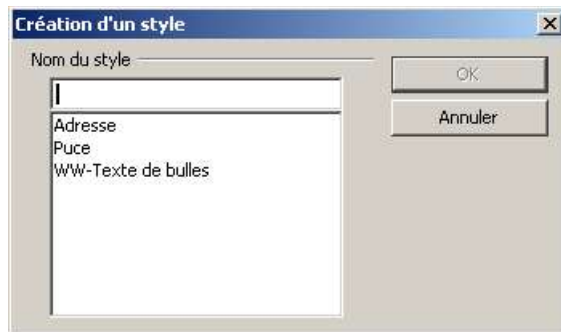 Création d'un style
Nom du style
OK
Annuler
Adresse
Puce
WW-Texte de bulles